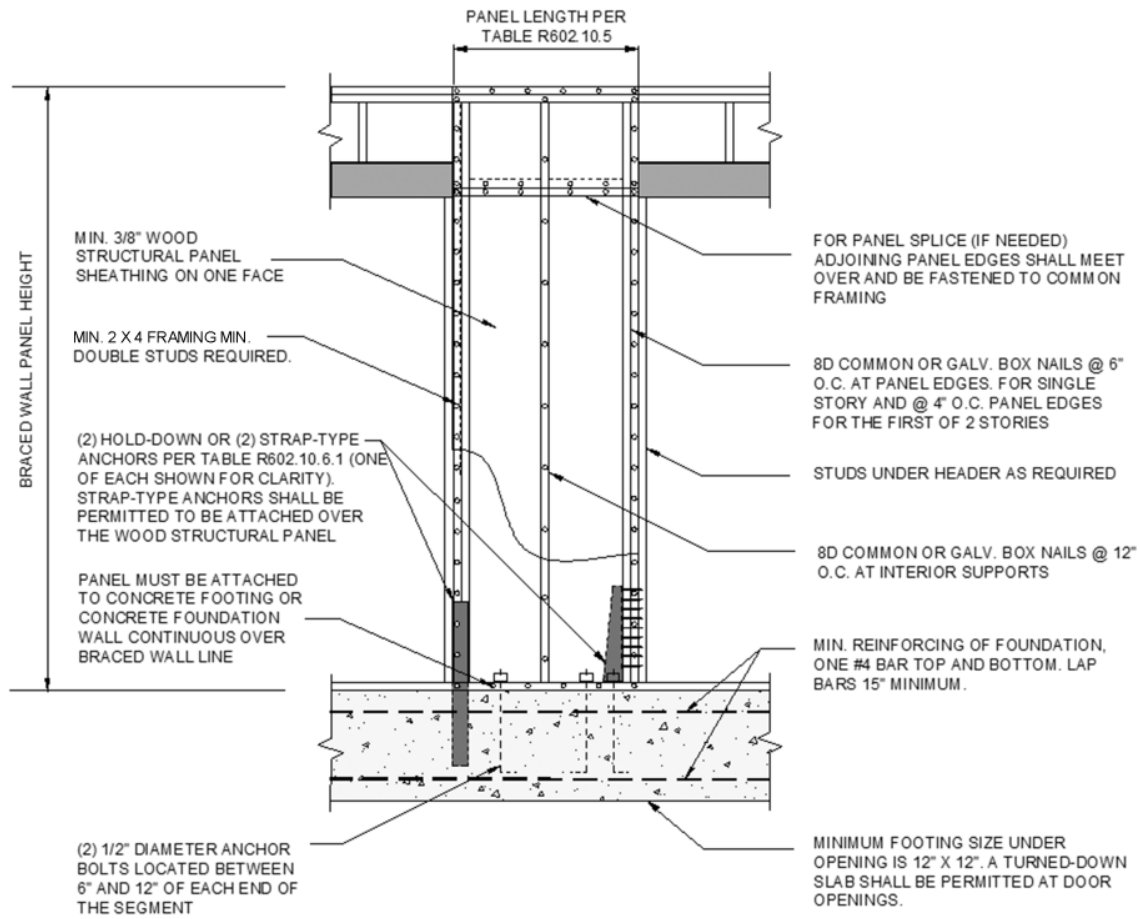 PANEL LENGTH PER
TABLE R602.10.5
BRACED WALL PANEL HEIGHT
MIN. 3/8" WOOD
STRUCTURAL PANEL
SHEATHING ON ONE FACE
MIN. 2 X 4 FRAMING MIN.
DOUBLE STUDS REQUIRED.
(2) HOLD-DOWN OR (2) STRAP-TYPE
ANCHORS PER TABLE R602.10.6.1 (ONE
OF EACH SHOWN FOR CLARITY).
STRAP-TYPE ANCHORS SHALL BE
PERMITTED TO BE ATTACHED OVER
THE WOOD STRUCTURAL PANEL
PANEL MUST BE ATTACHED
TO CONCRETE FOOTING OR
CONCRETE FOUNDATION
WALL CONTINUOUS OVER
BRACED WALL LINE
(2) 1/2" DIAMETER ANCHOR
BOLTS LOCATED BETWEEN
6" AND 12" OF EACH END OF
THE SEGMENT
FOR PANEL SPLICE (IF NEEDED)
ADJOINING PANEL EDGES SHALL MEET
OVER AND BE FASTENED TO COMMON
FRAMING
8D COMMON OR GALV. BOX NAILS @ 6"
O.C. AT PANEL EDGES. FOR SINGLE
STORY AND @ 4" O.C. PANEL EDGES
FOR THE FIRST OF 2 STORIES
STUDS UNDER HEADER AS REQUIRED
8D COMMON OR GALV. BOX NAILS @ 12"
O.C. AT INTERIOR SUPPORTS
MIN. REINFORCING OF FOUNDATION,
ONE #4 BAR TOP AND BOTTOM. LAP
BARS 15" MINIMUM.
MINIMUM FOOTING SIZE UNDER
OPENING IS 12" X 12". A TURNED-DOWN
SLAB SHALL BE PERMITTED AT DOOR
OPENINGS.